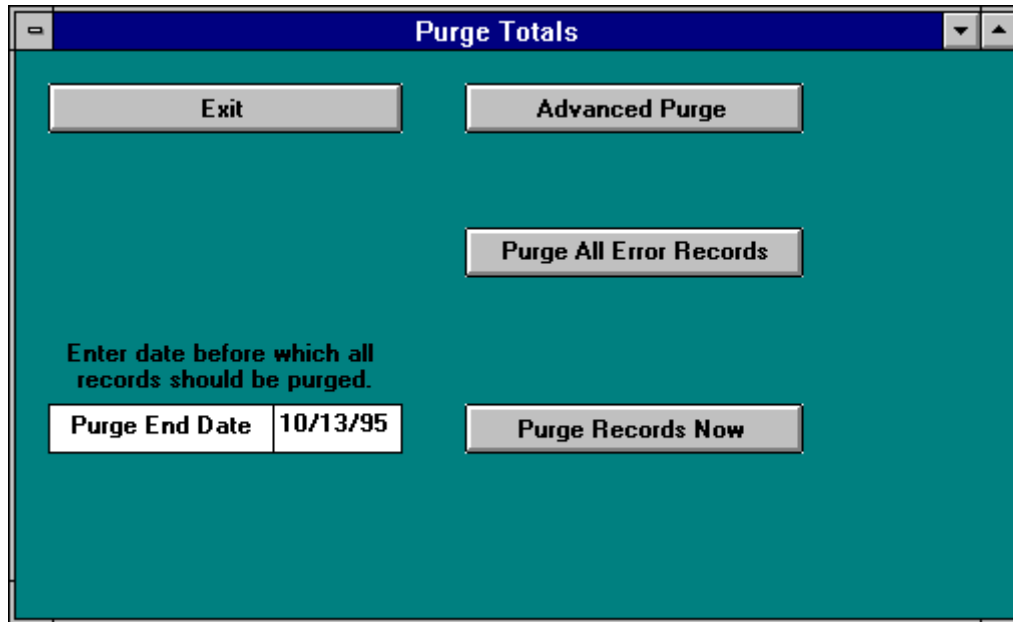 Purge Totals
Exit
Advanced Purge
Purge All Error Records
Enter date before which all
records should be purged.
Purge End Date 10/13/95
Purge Records Now